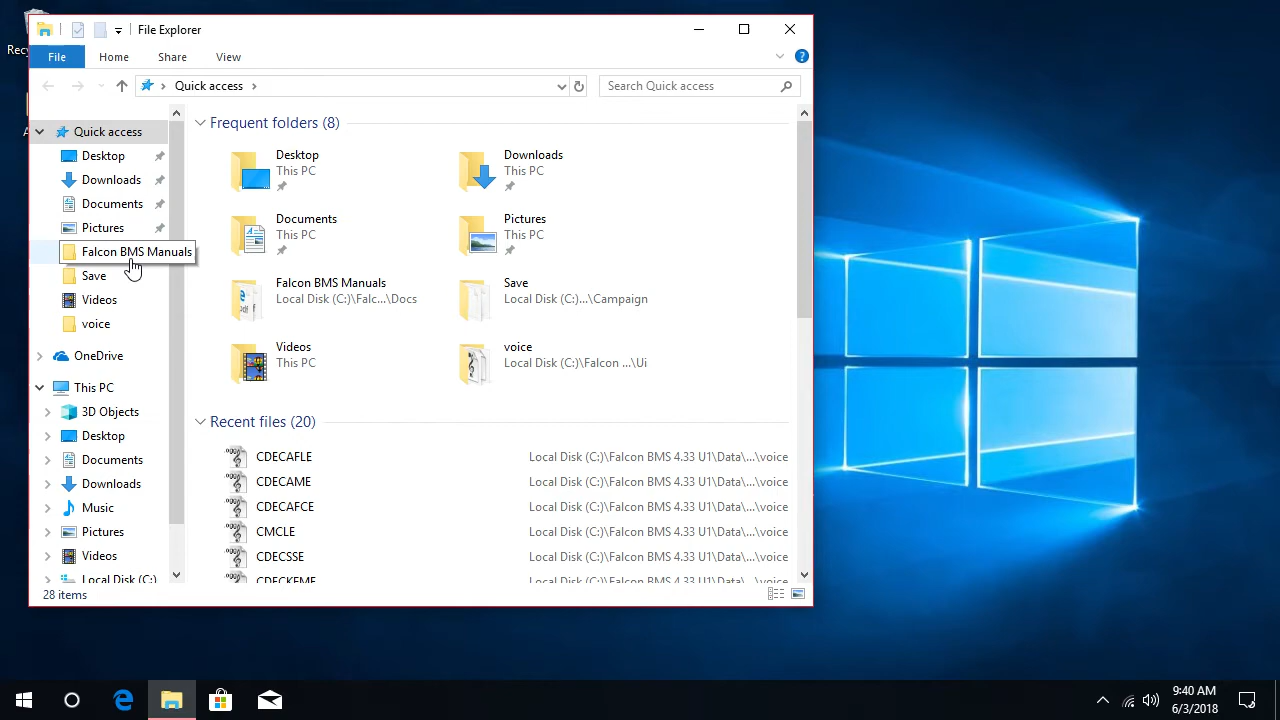 Recy
File Explorer
File Home Share View
Quick access
Search Quick access
Quick access
Desktop
Downloads
Documents
Pictures
Falcon BMS Manuals
Save
Videos
voice
OneDrive
This PC
3D Objects
Desktop
Documents
Downloads
Music
Pictures
Videos
Local Disk (C:)
Frequent folders (8)
Desktop
This PC
Downloads
This PC
Documents
This PC
Pictures
This PC
Falcon BMS Manuals
Local Disk (C:)\Falc...\Docs
Save
Local Disk (C:)...\Campaign
Videos
This PC
voice
Local Disk (C:)\Falcon ...\Ui
Recent files (20)
CDECAFLE Local Disk (C:)\Falcon BMS 4.33 U1\Data\...\voice
CDECAME Local Disk (C:)\Falcon BMS 4.33 U1\Data\...\voice
CDECAFCE Local Disk (C:)\Falcon BMS 4.33 U1\Data\...\voice
CMCLE Local Disk (C:)\Falcon BMS 4.33 U1\Data\...\voice
CDECSSE Local Disk (C:)\Falcon BMS 4.33 U1\Data\...\voice
Local Disk (C:)\Falcon BMS 4.33 U1\Data\...\voice
28 items
9:40 AM
6/3/2018